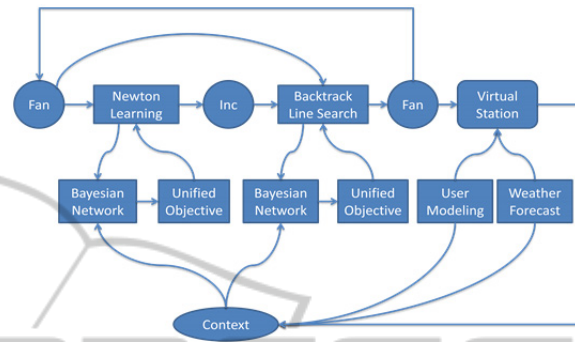 Fan
Newton
Learning
Inc
Backtrack
Line Search
Fan
Virtual
Station
Bayesian
Network
Unified
Objective
Bayesian
Network
Unified
Objective
User
Modeling
Weather
Forecast
Context